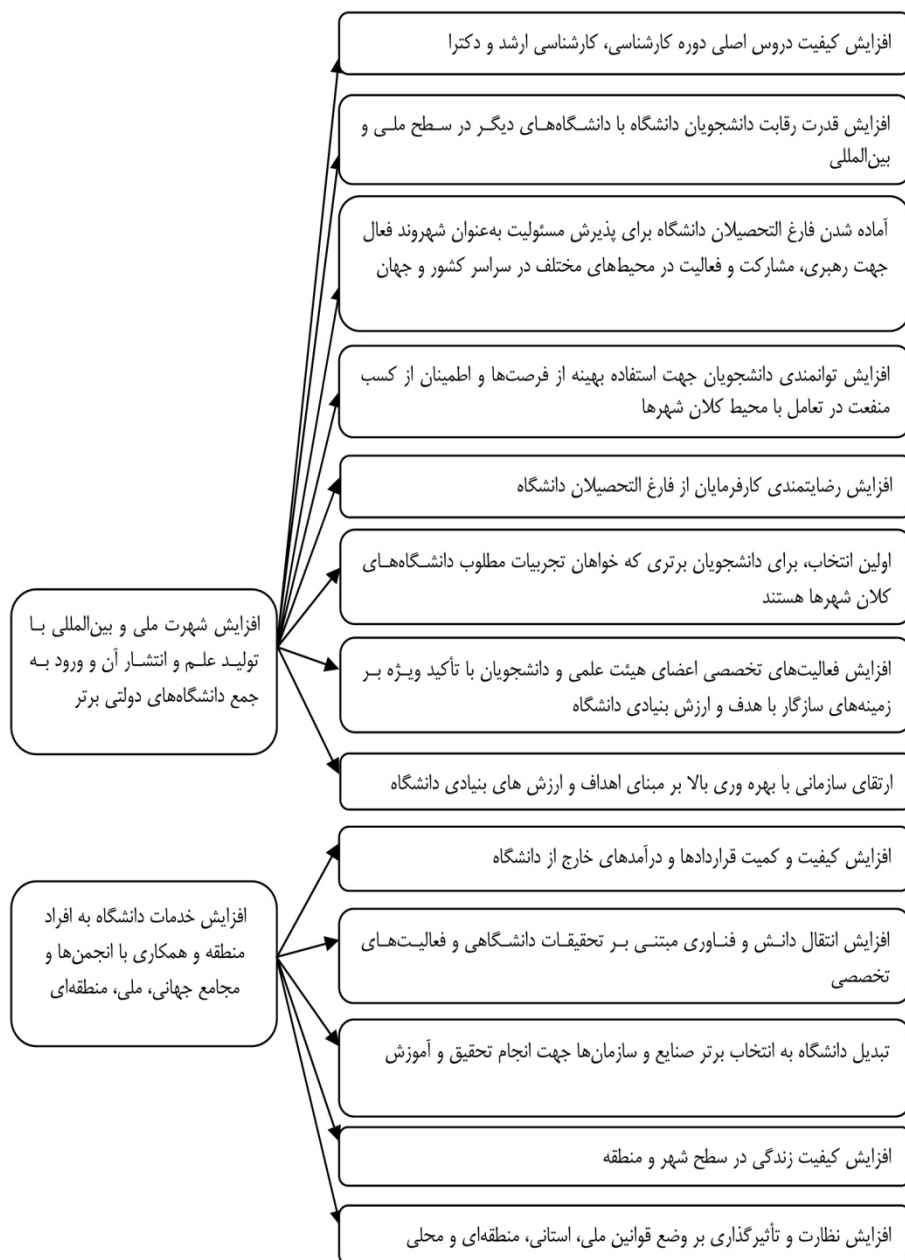 افزایش کیفیت دروس اصلی دوره کارشناسی، کارشناسی ارشد و دکترا
افزایش قدرت رقابت دانشجویان دانشگاه با دانشگاه‌های دیگر در سطح ملی و
بین‌المللی
آماده شدن فارغ التحصیلان دانشگاه برای پذیرش مسئولیت به‌عنوان شهروند فعال
جهت رهبری، مشارکت و فعالیت در محیط‌های مختلف در سراسر کشور و جهان
افزایش توانمندی دانشجویان جهت استفاده بهینه از فرصت‌ها و اطمینان از کسب
منفعت در تعامل با محیط کلان شهرها
افزایش رضایتمندی کارفرمایان از فارغ التحصیلان دانشگاه
اولین انتخاب، برای دانشجویان برتری که خواهان تجربیات مطلوب دانشگاه‌های
کلان شهرها هستند
افزایش شهرت ملی و بین‌المللی با
تولید علم و انتشار آن و ورود به
جمع دانشگاه‌های دولتی برتر
افزایش فعالیت‌های تخصصی اعضای هیئت علمی و دانشجویان با تأکید ویژه بر
زمینه‌های سازگار با هدف و ارزش بنیادی دانشگاه
ارتقای سازمانی با بهره وری بالا بر مبنای اهداف و ارزش های بنیادی دانشگاه
افزایش کیفیت و کمیت قراردادها و درآمدهای خارج از دانشگاه
افزایش خدمات دانشگاه به افراد
منطقه و همکاری با انجمن‌ها و
مجامع جهانی، ملی، منطقه‌ای
افزایش انتقال دانش و فناوری مبتنی بر تحقیقات دانشگاهی و فعالیت‌های
تخصصی
تبدیل دانشگاه به انتخاب برتر صنایع و سازمان‌ها جهت انجام تحقیق و آموزش
افزایش کیفیت زندگی در سطح شهر و منطقه
افزایش نظارت و تأثیرگذاری بر وضع قوانین ملی، استانی، منطقه‌ای و محلی